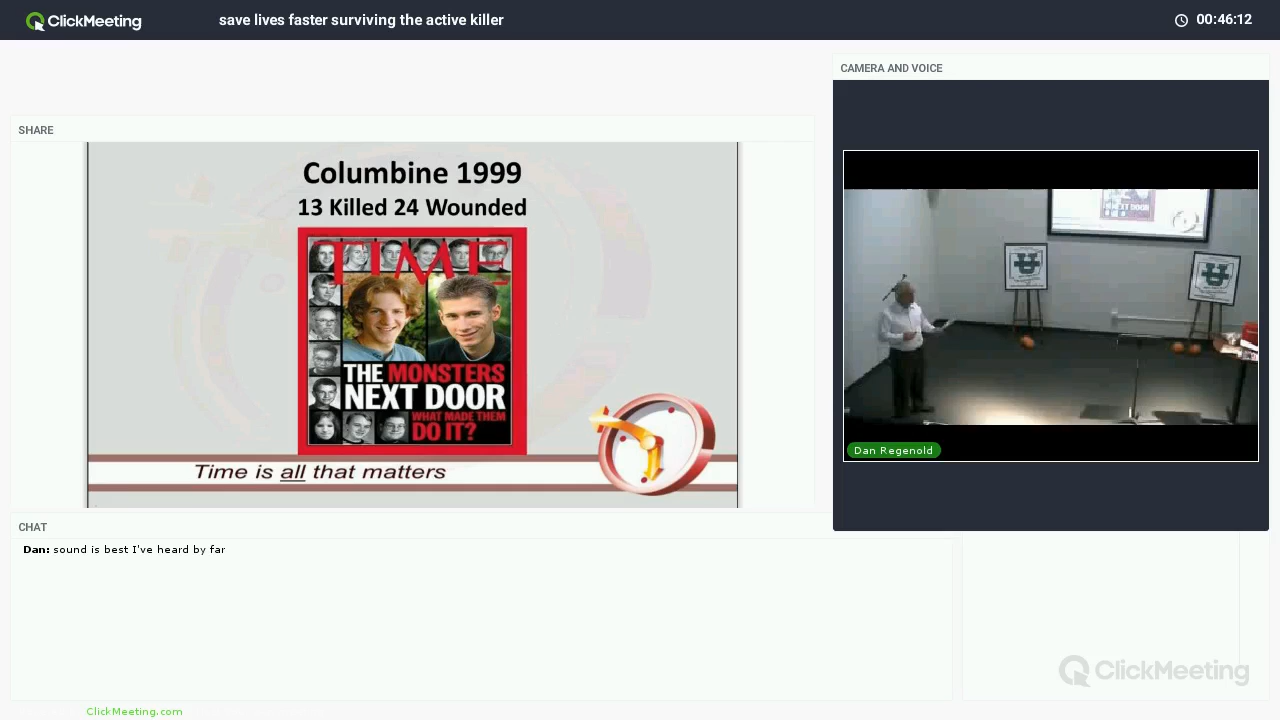 ClickMeeting
save lives faster surviving the active killer
00:46:12
CAMERA AND VOICE
SHARE
Columbine 1999
13 Killed 24 Wounded
TIME
THE MONSTERS
NEXT DOOR
WHAT MADE THEM
DO IT?
Time is all that matters
NEXT DOOR
Dan Regenold
CHAT
Dan: sound is best I've heard by far
ClickMeeting
ClickMeeting.com